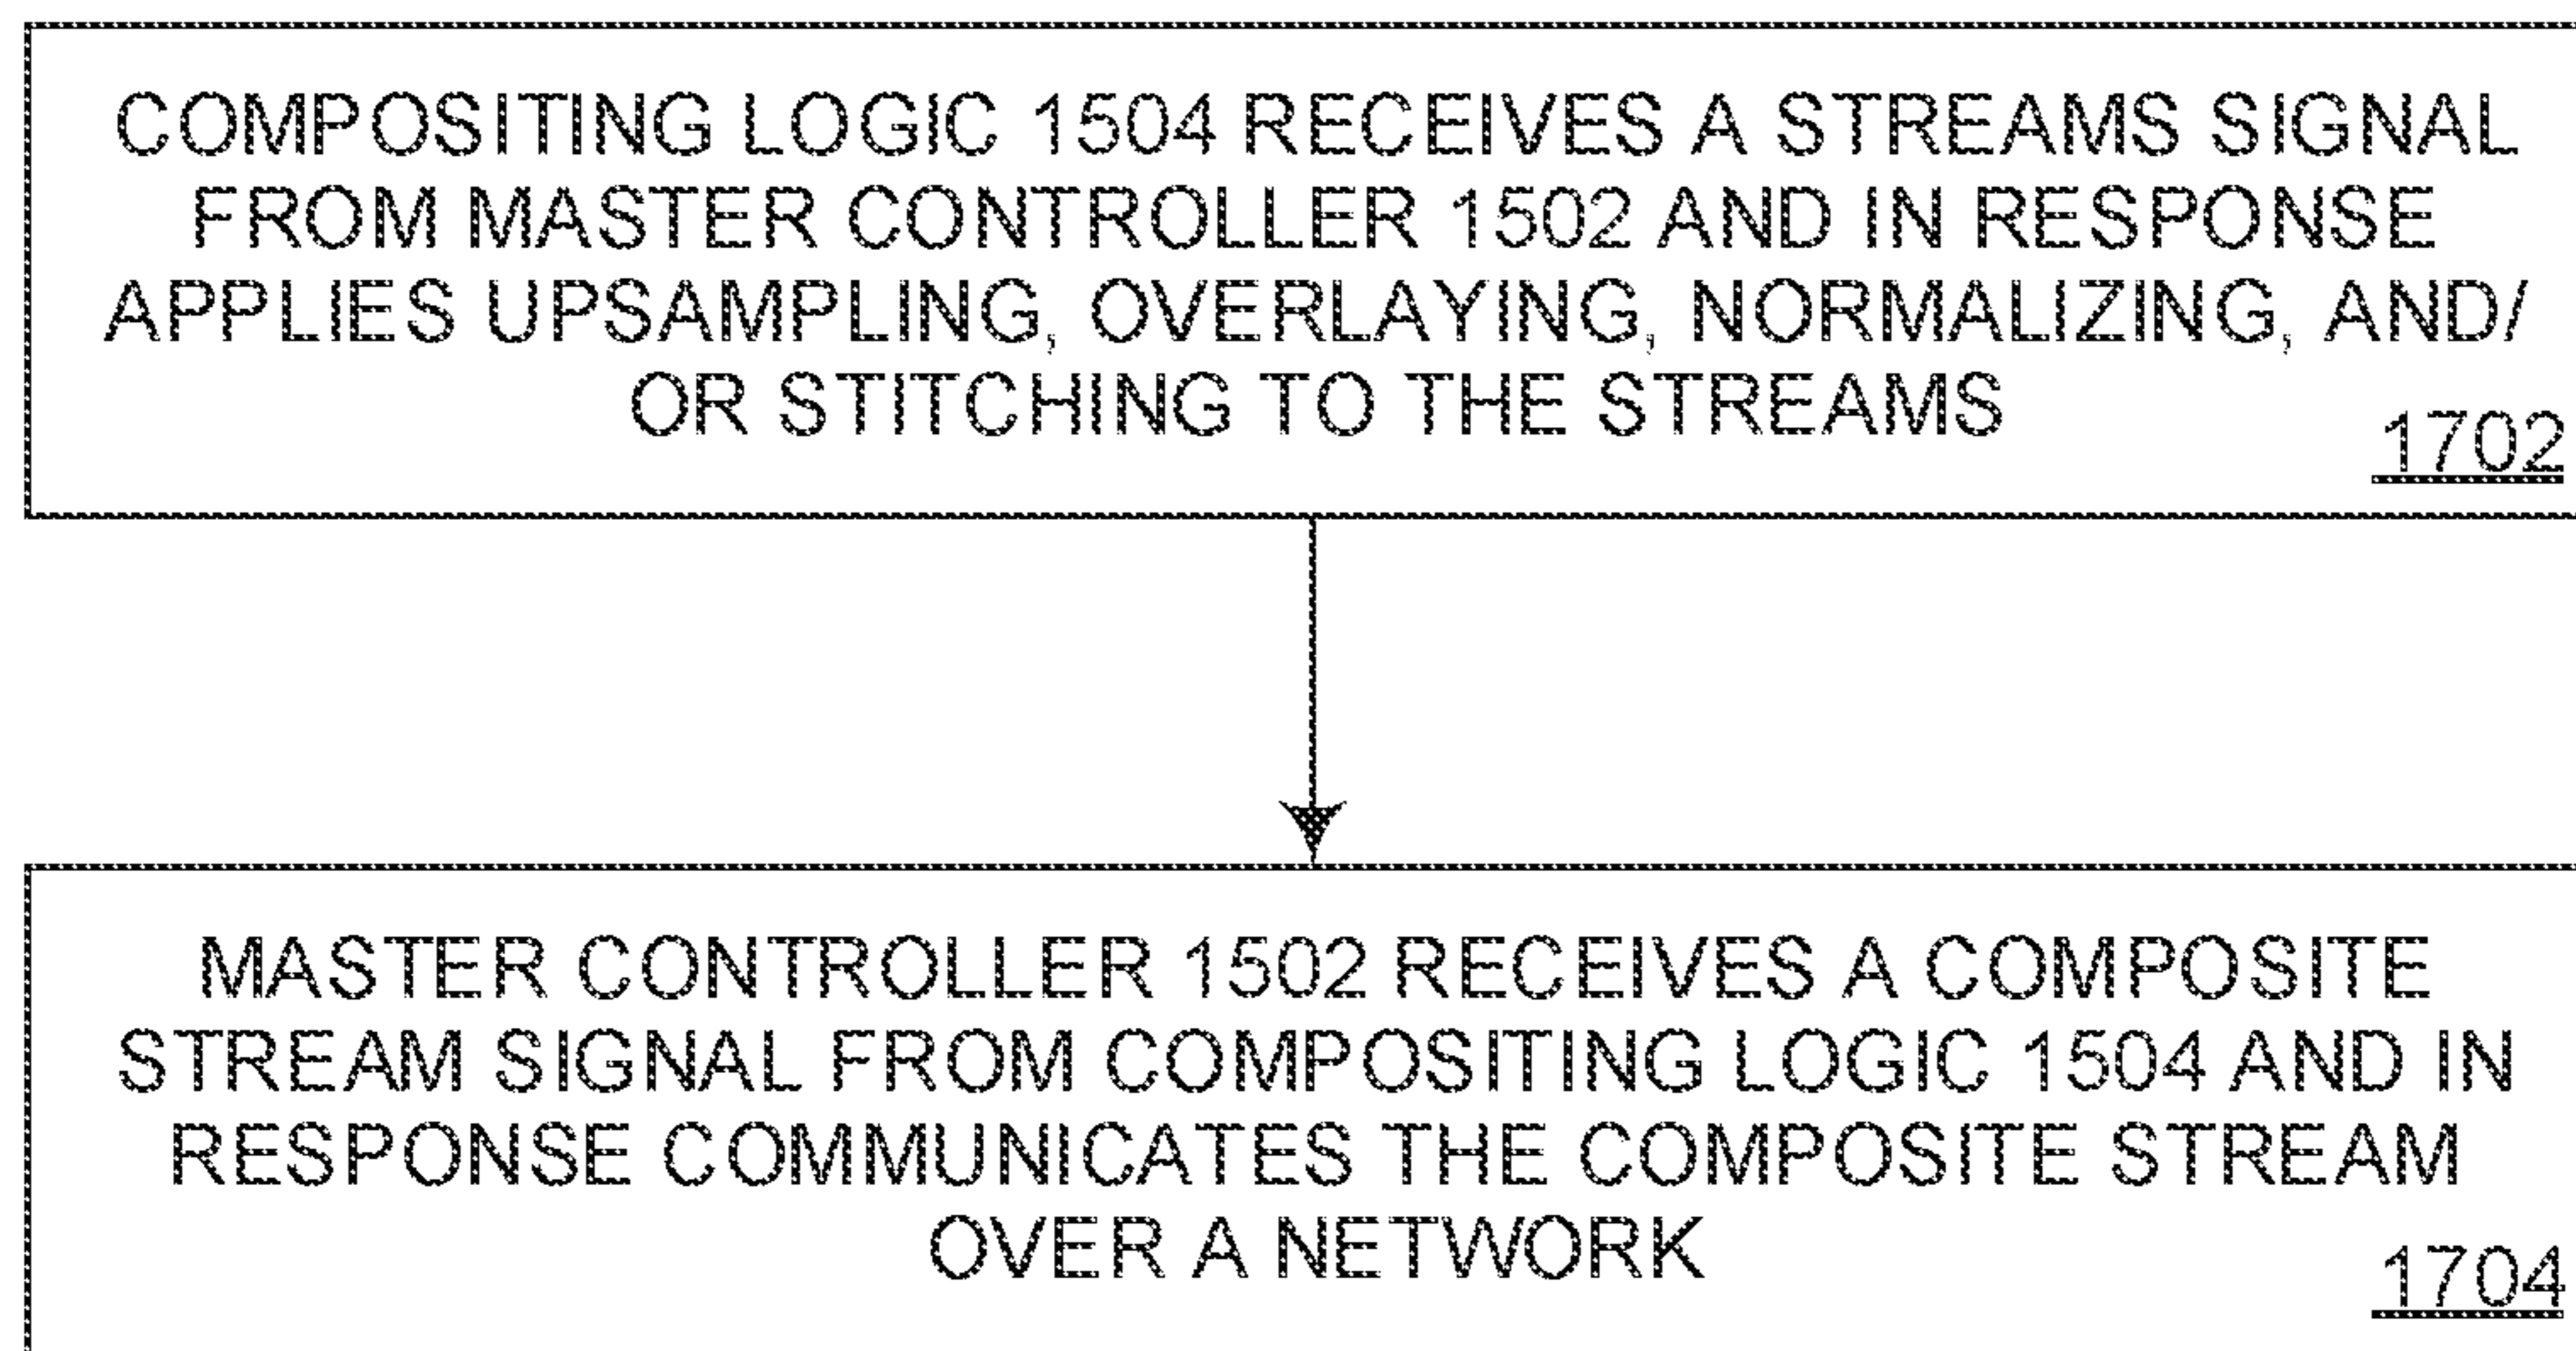 COMPOSITING LOGIC 1504 RECEIVES A STREAMS SIGNAL
FROM MASTER CONTROLLER 1502 AND IN RESPONSE
APPLIES UPSAMPLING, OVERLAYING, NORMALIZING, AND/
OR STITCHING TO THE STREAMS
1702
MASTER CONTROLLER 1502 RECEIVES A COMPOSITE
STREAM SIGNAL FROM COMPOSITING LOGIC 1504 AND IN
RESPONSE COMMUNICATES THE COMPOSITE STREAM
OVER A NETWORK
1704